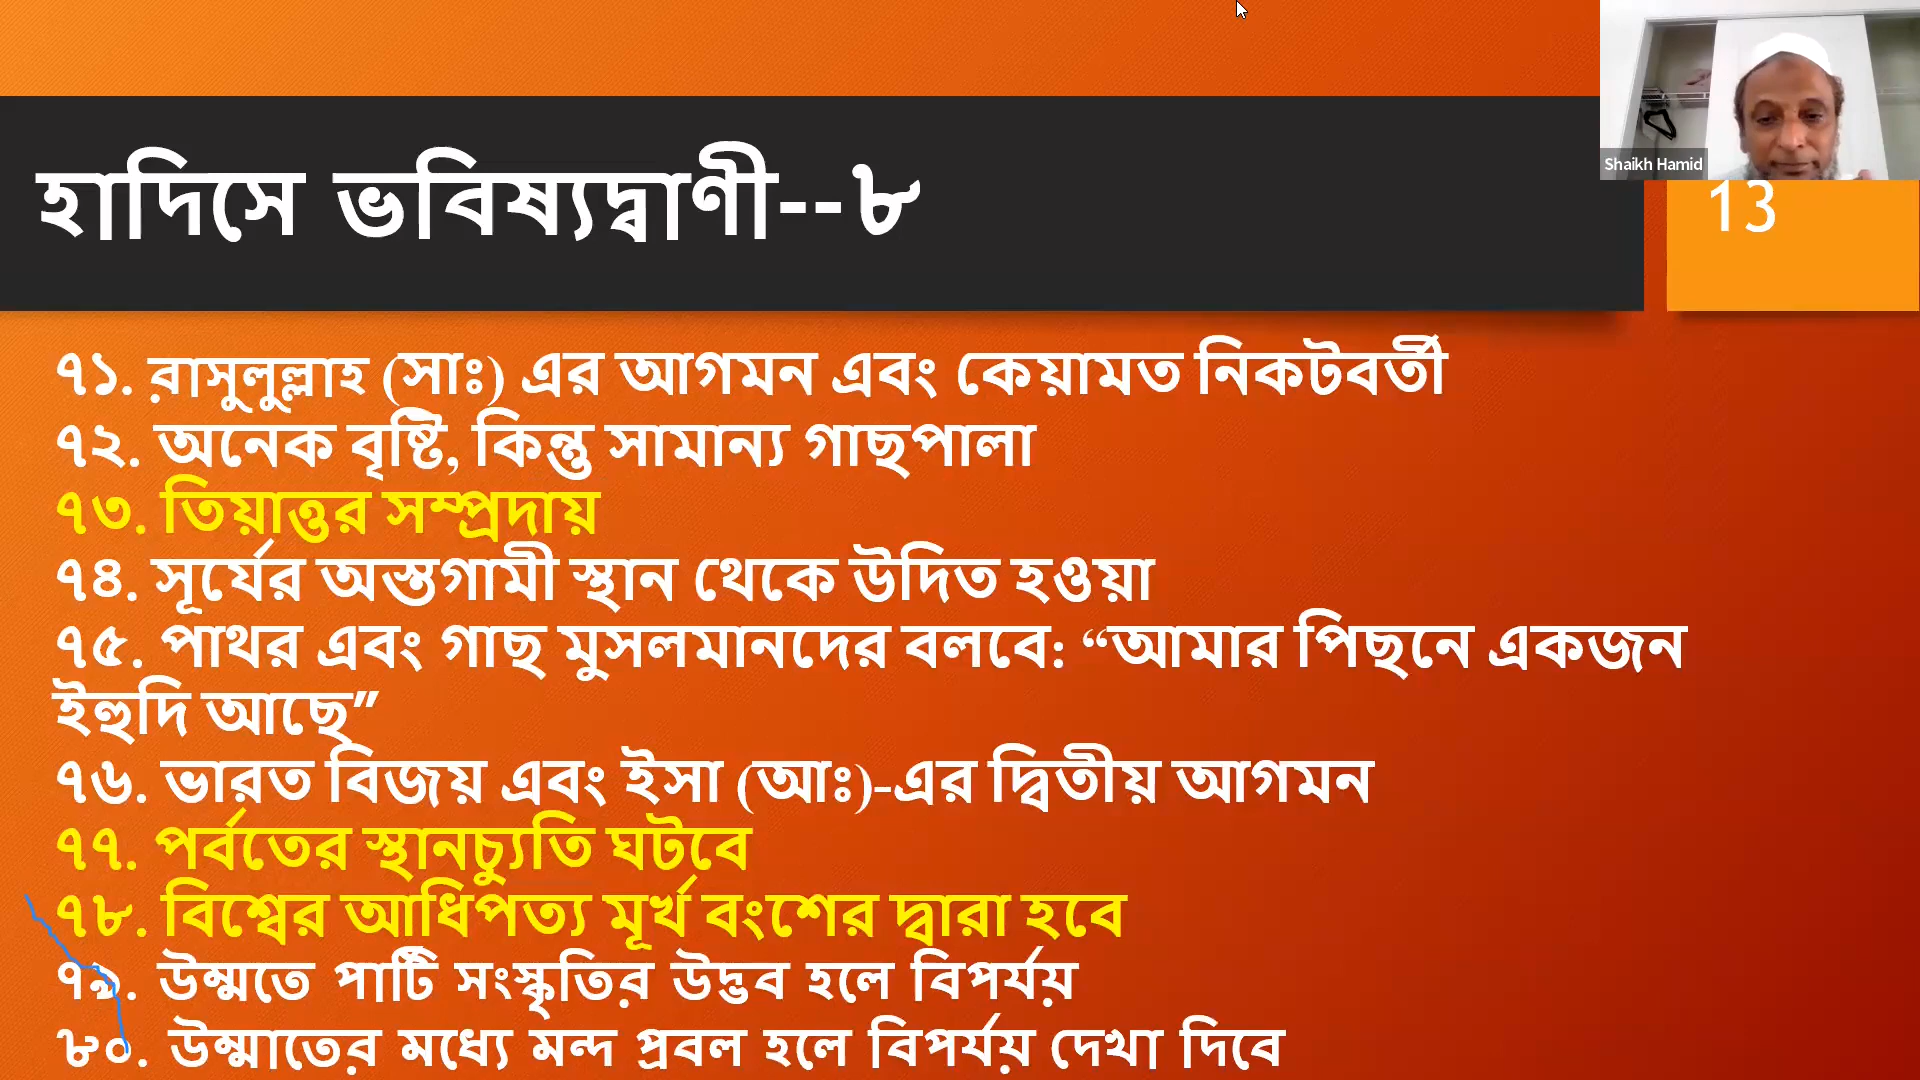 Shaikh Hamid
হাদিসে ভবিষ্যদ্বাণী--৮
13
৭১. রাসুলুল্লাহ (সাঃ) এর আগমন এবং কেয়ামত নিকটবর্তী
৭২. অনেক বৃষ্টি, কিন্তু সামান্য গাছপালা
৭৩. তিয়াত্তর সম্প্রদায়
৭৪. সূর্যের অস্তগামী স্থান থেকে উদিত হওয়া
৭৫. পাথর এবং গাছ মুসলমানদের বলবে: “আমার পিছনে একজন
ইহুদি আছে”
৭৬. ভারত বিজয় এবং ইসা (আঃ)-এর দ্বিতীয় আগমন
৭৭. পর্বতের স্থানচ্যুতি ঘটবে
৭৮. বিশ্বের আধিপত্য মূর্খ বংশের দ্বারা হবে
৭৯. উম্মতে পার্টি সংস্কৃতির উদ্ভব হলে বিপর্যয়
৮০. উম্মাতের মধ্যে মন্দ প্রবল হলে বিপর্যয় দেখা দিবে